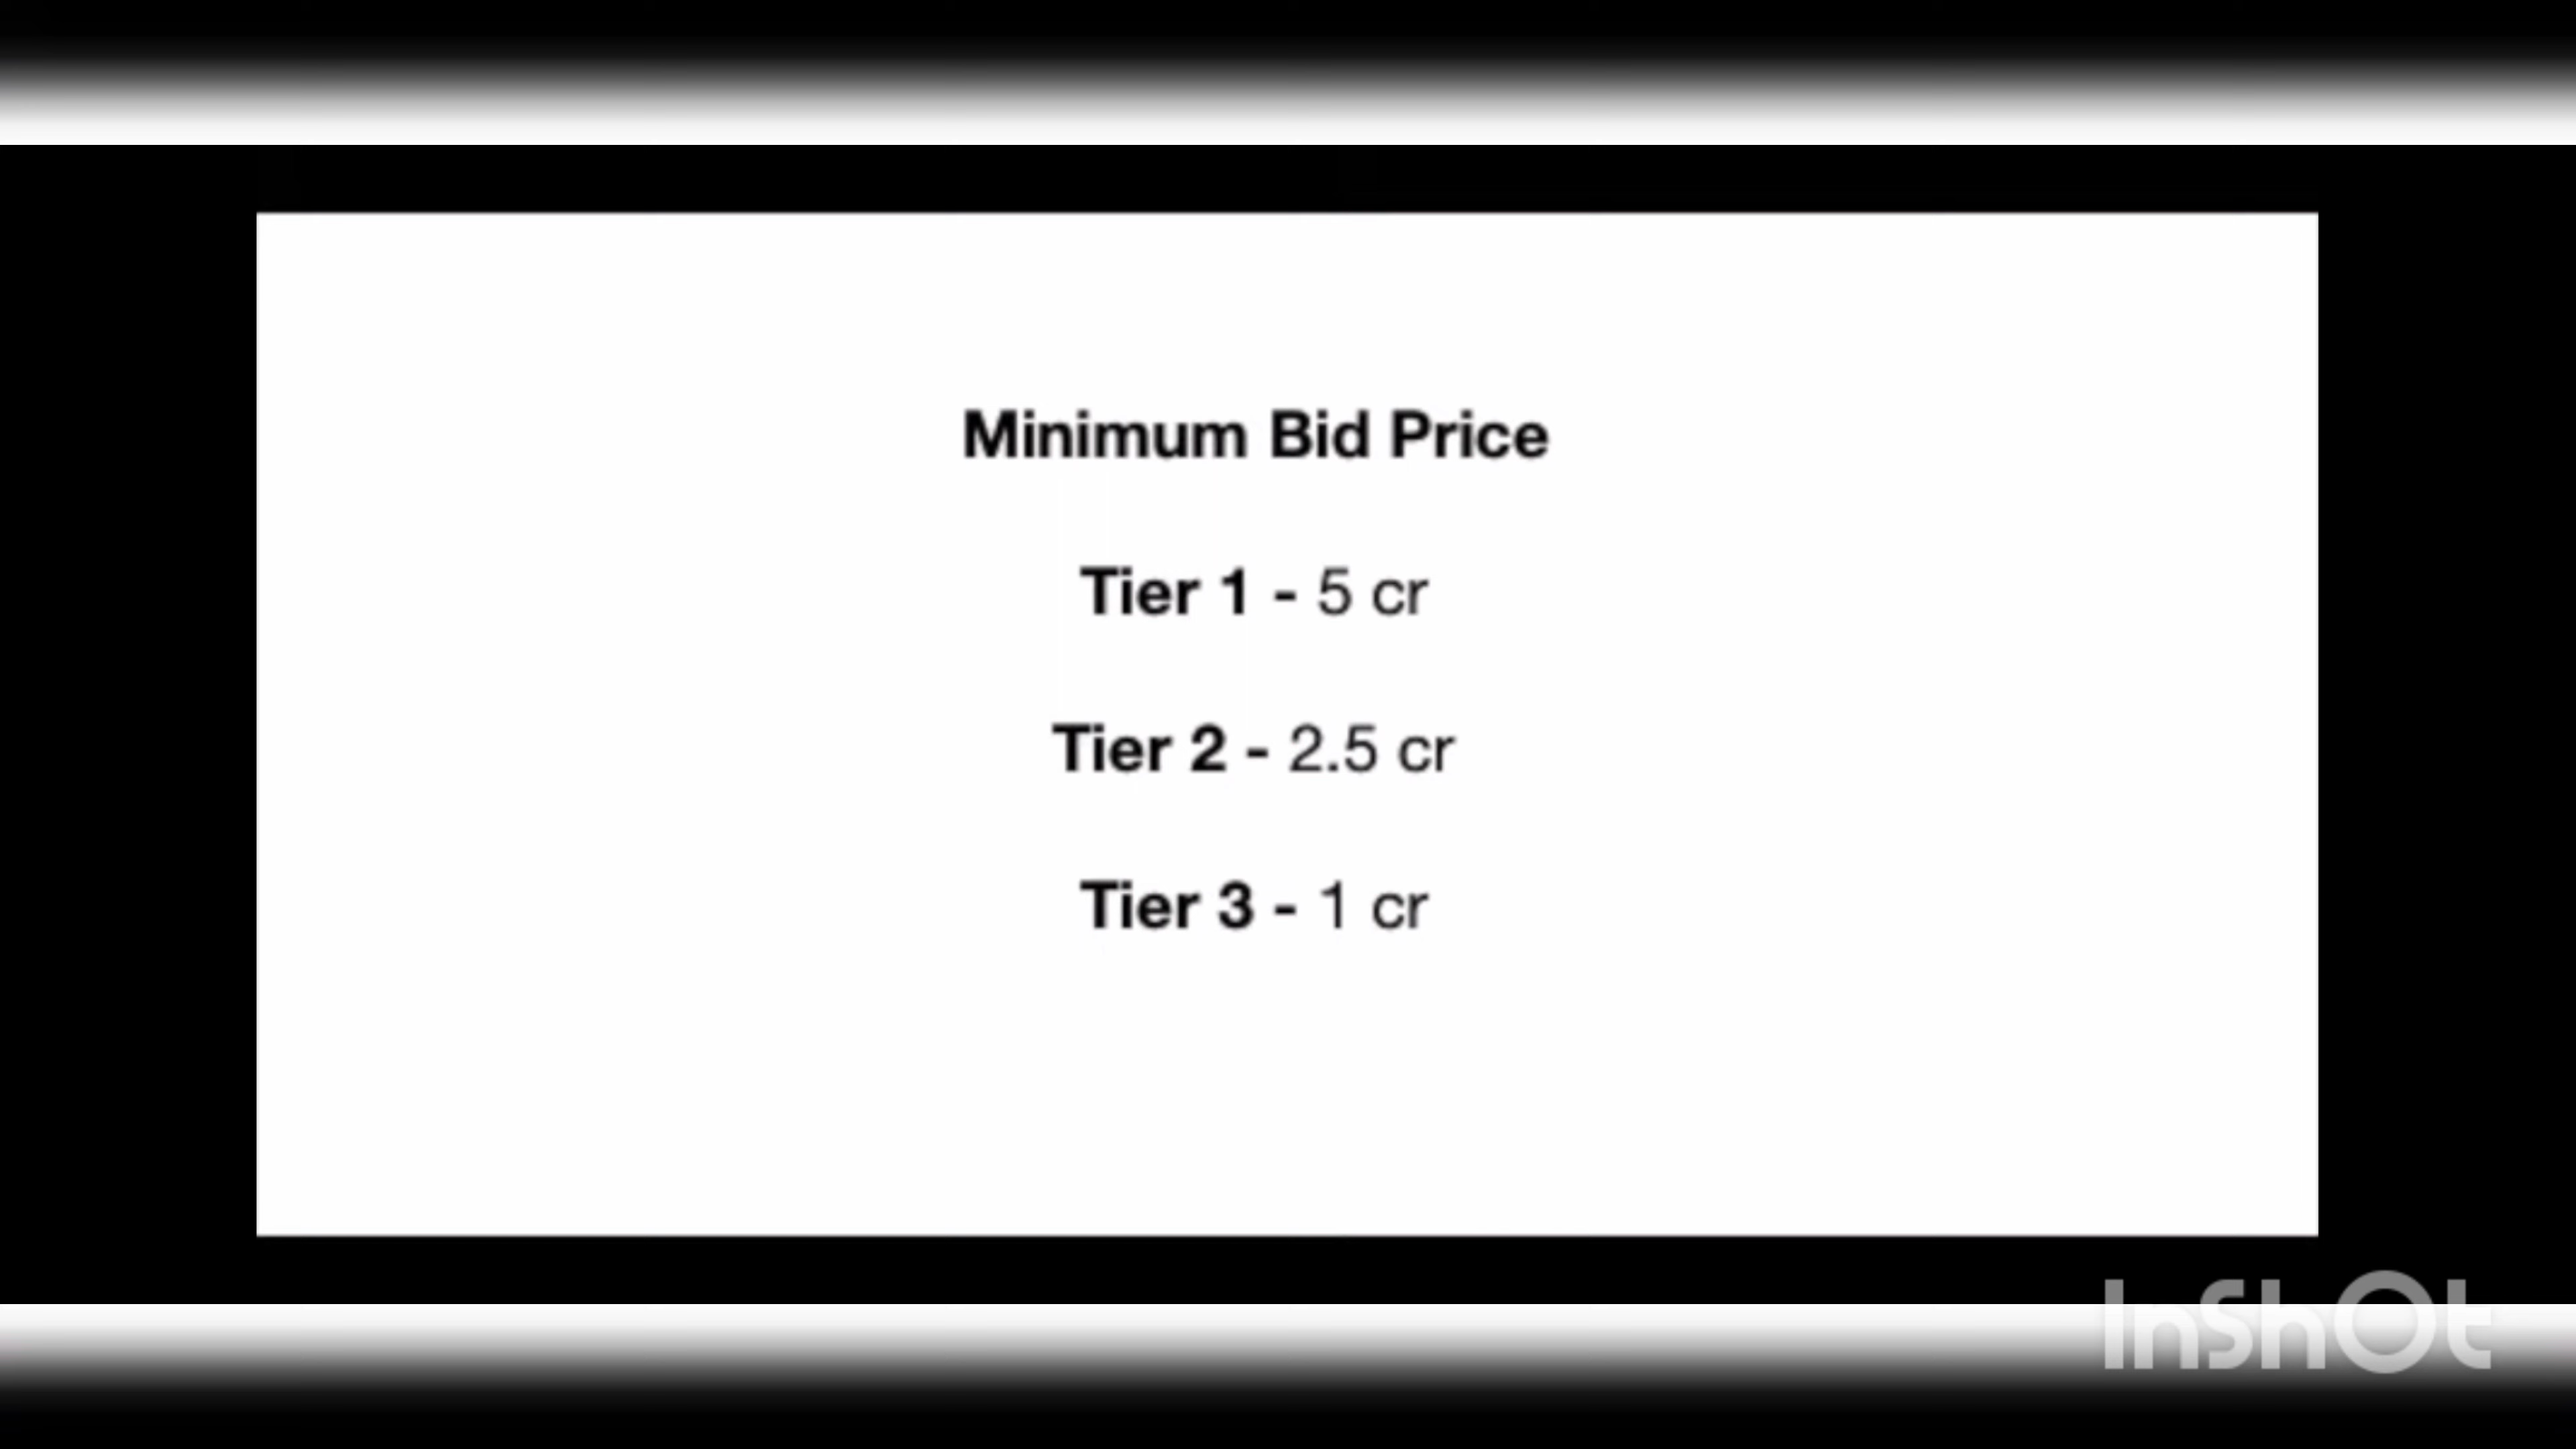 Minimum Bid Price
Tier 1 - 5 cr
Tier 2 - 2.5 cr
Tier 3 - 1 cr
InShOt